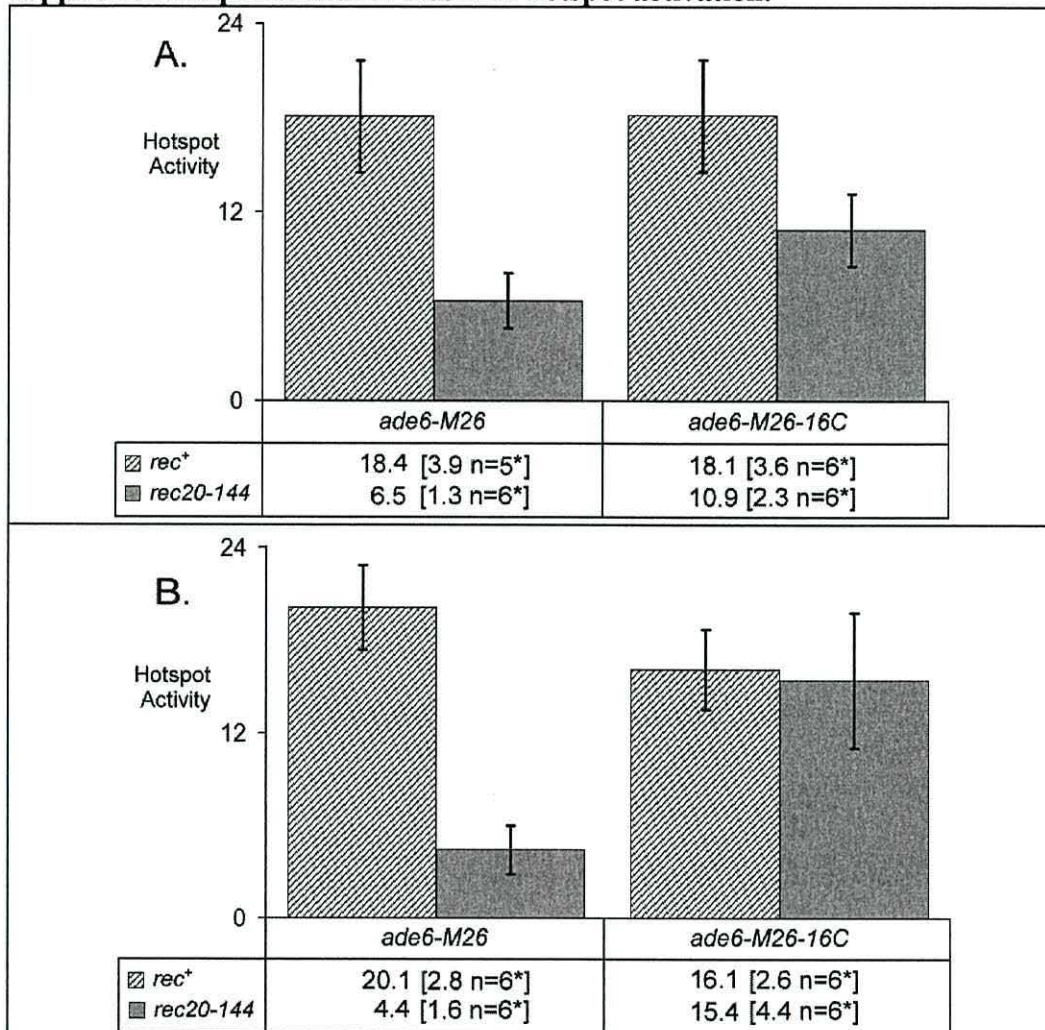 A.
Hotspot
Activity
24
12
0
ade6-M26 ade6-M26-16C
rec⁺ 18.4 [3.9 n=5*] 18.1 [3.6 n=6*]
rec20-144 6.5 [1.3 n=6*] 10.9 [2.3 n=6*]
B.
Hotspot
Activity
24
12
0
ade6-M26 ade6-M26-16C
rec⁺ 20.1 [2.8 n=6*] 16.1 [2.6 n=6*]
rec20-144 4.4 [1.6 n=6*] 15.4 [4.4 n=6*]